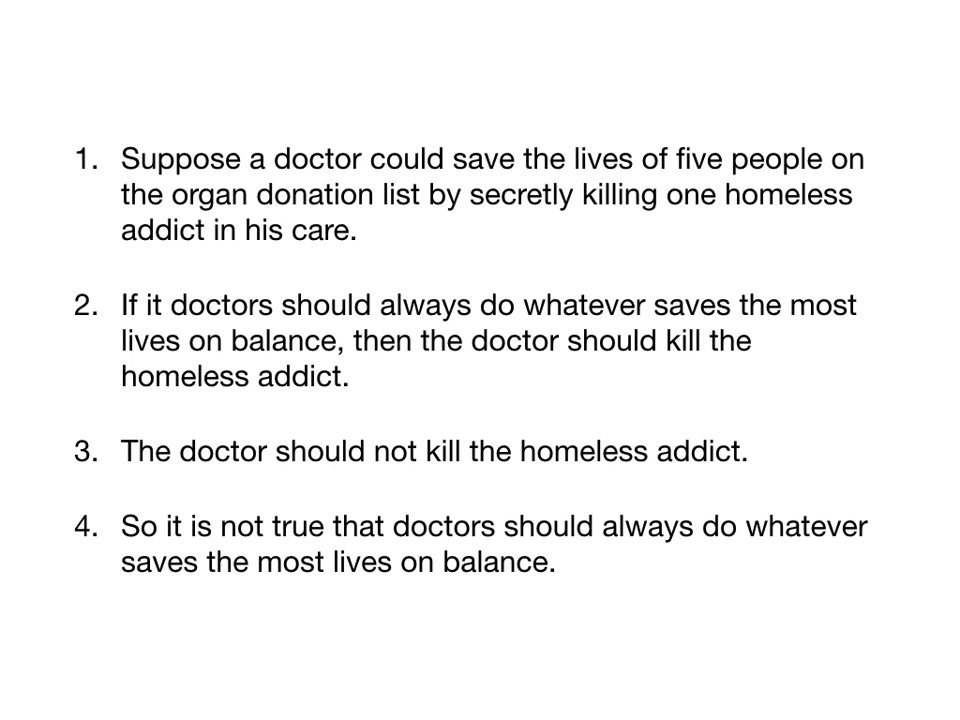 1. Suppose a doctor could save the lives of five people on
the organ donation list by secretly killing one homeless
addict in his care.
2. If it doctors should always do whatever saves the most
lives on balance, then the doctor should kill the
homeless addict.
3. The doctor should not kill the homeless addict.
4. So it is not true that doctors should always do whatever
saves the most lives on balance.